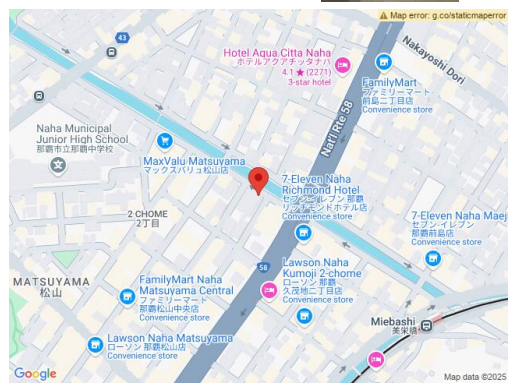 Map error: g.co/staticmaperror
43
Nakayoshi Dori
Hotel Aqua Citta Naha
ホテルアクアチッタナハ
4.1 ★ (2271)
3-star hotel
FamilyMart
ファミリーマート
前島二丁目店
Convenience store
Nat'l Rte 58
Naha Municipal
Junior High School
那覇市立那覇中学校
MaxValu Matsuyama
マックスバリュ松山店
7-Eleven Naha
Richmond Hotel
セブン-イレブン 那覇
リッチモンドホテル店
Convenience store
2 CHOME
2丁目
7-Eleven Naha Maej
セブン-イレブン
那覇前島店
Convenience store
58
Lawson Naha
Kumoji 2-chome
ローソン 那覇
久茂地二丁目店
Convenience store
MATSUYAMA
松山
FamilyMart Naha
Matsuyama Central
ファミリーマート
那覇松山中央店
Convenience store
Miebashi
美栄橋
Lawson Naha Matsuyama
ローソン 那覇松山店
Convenience store
Google
Map data ©2025